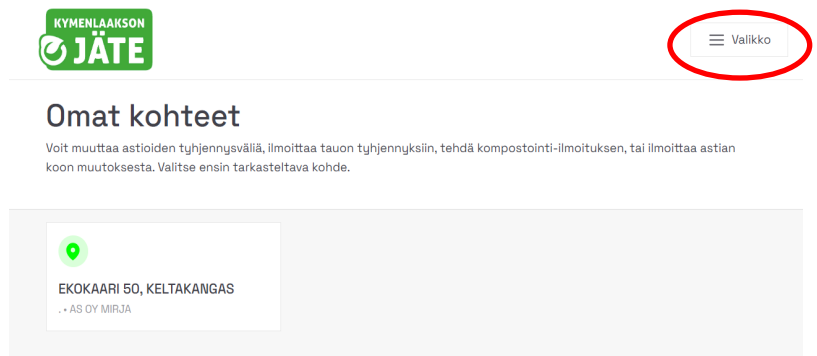 KYMENLAAKSON
JÄTE
Valikko
Omat kohteet
Voit muuttaa astioiden tyhjennysväliä, ilmoittaa tauon tyhjennyksiin, tehdä kompostointi-ilmoituksen, tai ilmoittaa astian
koon muutoksesta. Valitse ensin tarkasteltava kohde.
EKOKAARI 50, KELTAKANGAS
. • AS OY MIRJA